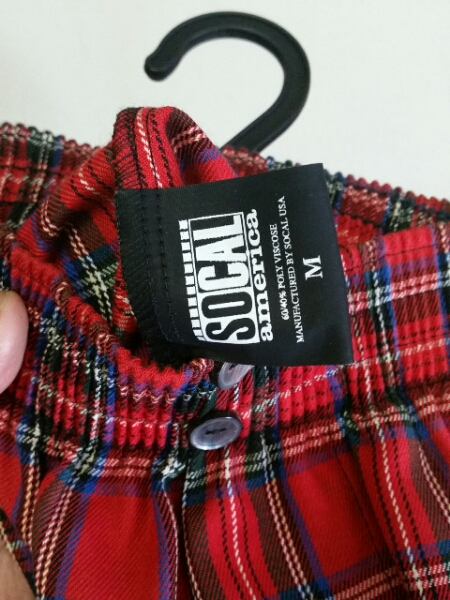 SOCAL
america
60/40% POLY VISCOSE
MANUFACTURED BY SOCAL USA
M